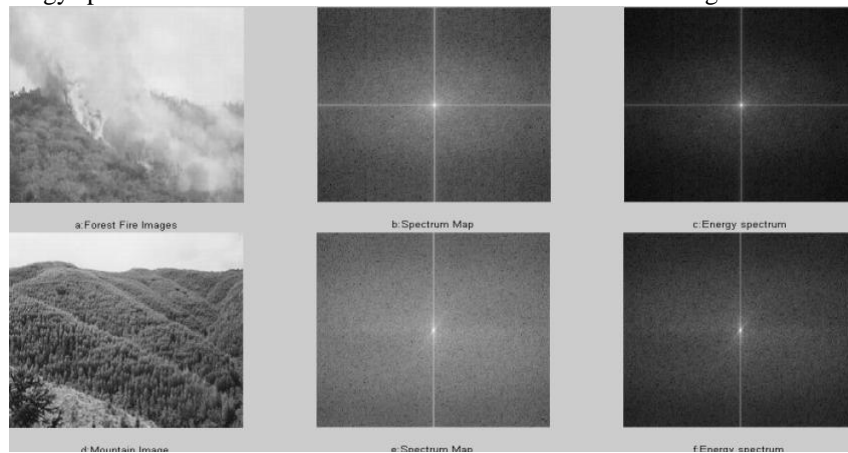 a:Forest Fire Images
b:Spectrum Map
c:Energy spectrum
d:Mountain Image
e:Spectrum Map
f:Energy spectrum